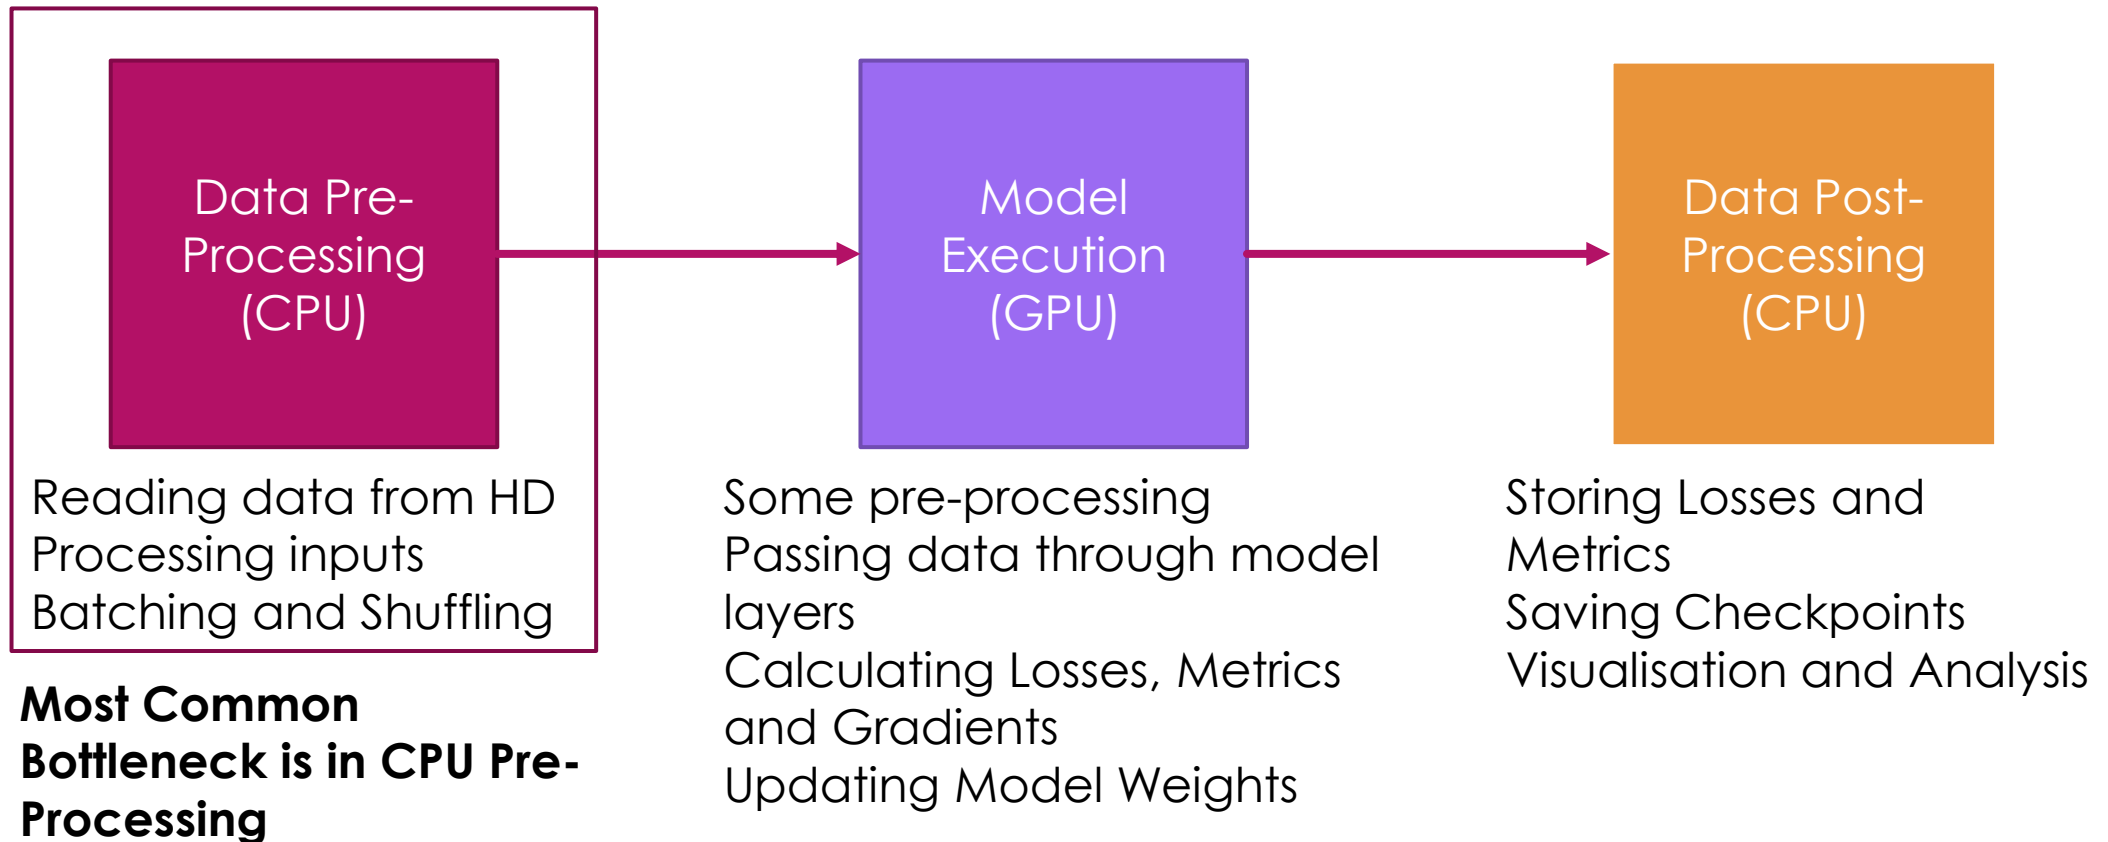 Data Pre-
Processing
(CPU)
Model
Execution
(GPU)
Data Post-
Processing
(CPU)
Reading data from HD
Processing inputs
Batching and Shuffling
Most Common
Bottleneck is in CPU Pre-
Processing
Some pre-processing
Passing data through model
layers
Calculating Losses, Metrics
and Gradients
Updating Model Weights
Storing Losses and
Metrics
Saving Checkpoints
Visualisation and Analysis